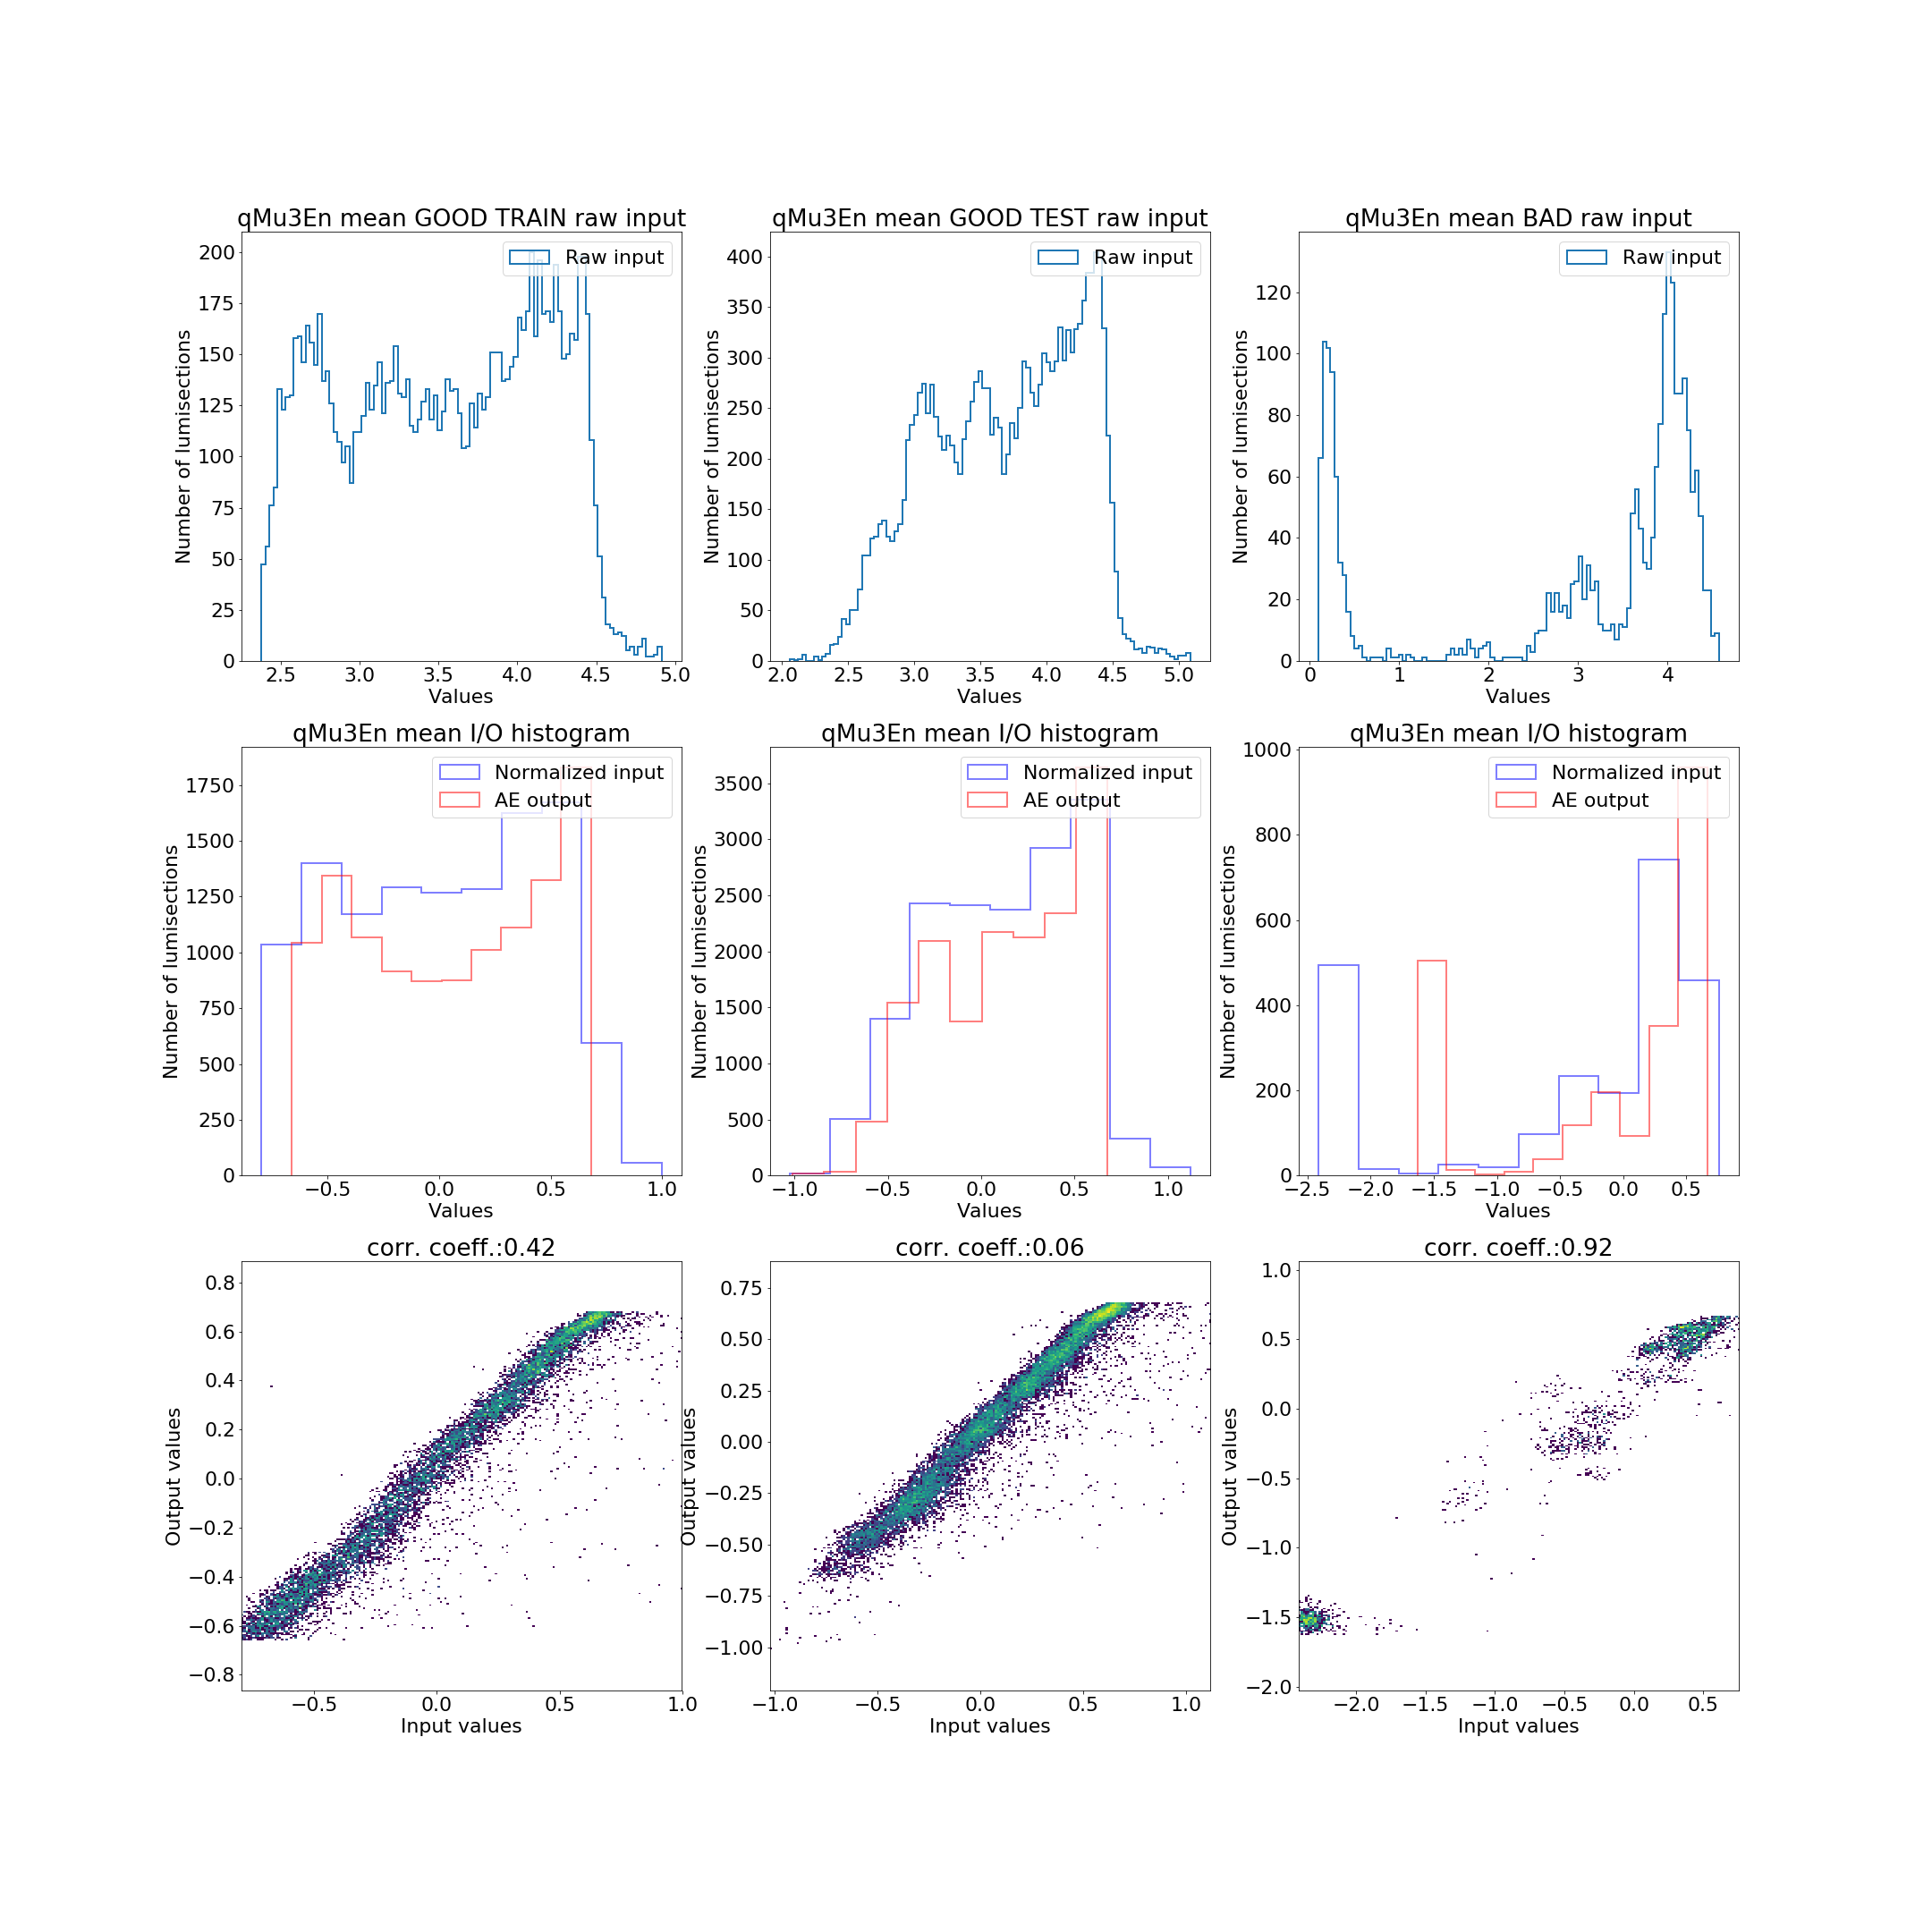 qMu3En mean GOOD TRAIN raw input
qMu3En mean GOOD TEST raw input
qMu3En mean BAD raw input
200
175
150
125
100
75
50
25
0
Number of lumisections
Raw input
2.5 3.0 3.5 4.0 4.5 5.0
Values
400
350
300
250
200
150
100
50
0
Number of lumisections
Raw input
2.0 2.5 3.0 3.5 4.0 4.5 5.0
Values
120
100
80
60
40
20
0
Number of lumisections
Raw input
0 1 2 3 4
Values
qMu3En mean I/O histogram
qMu3En mean I/O histogram
qMu3En mean I/O histogram
1750
1500
1250
1000
750
500
250
0
Number of lumisections
Normalized input
AE output
−0.5 0.0 0.5 1.0
Values
3500
3000
2500
2000
1500
1000
500
0
Number of lumisections
Normalized input
AE output
−1.0 −0.5 0.0 0.5 1.0
Values
1000
800
600
400
200
0
Number of lumisections
Normalized input
AE output
−2.5 −2.0 −1.5 −1.0 −0.5 0.0 0.5
Values
corr. coeff.:0.42
corr. coeff.:0.06
corr. coeff.:0.92
0.8
0.6
0.4
0.2
0.0
−0.2
−0.4
−0.6
−0.8
Output values
−0.5 0.0 0.5 1.0
Input values
0.75
0.50
0.25
0.00
−0.25
−0.50
−0.75
−1.00
Output values
−1.0 −0.5 0.0 0.5 1.0
Input values
1.0
0.5
0.0
−0.5
−1.0
−1.5
−2.0
Output values
−2.0 −1.5 −1.0 −0.5 0.0 0.5
Input values